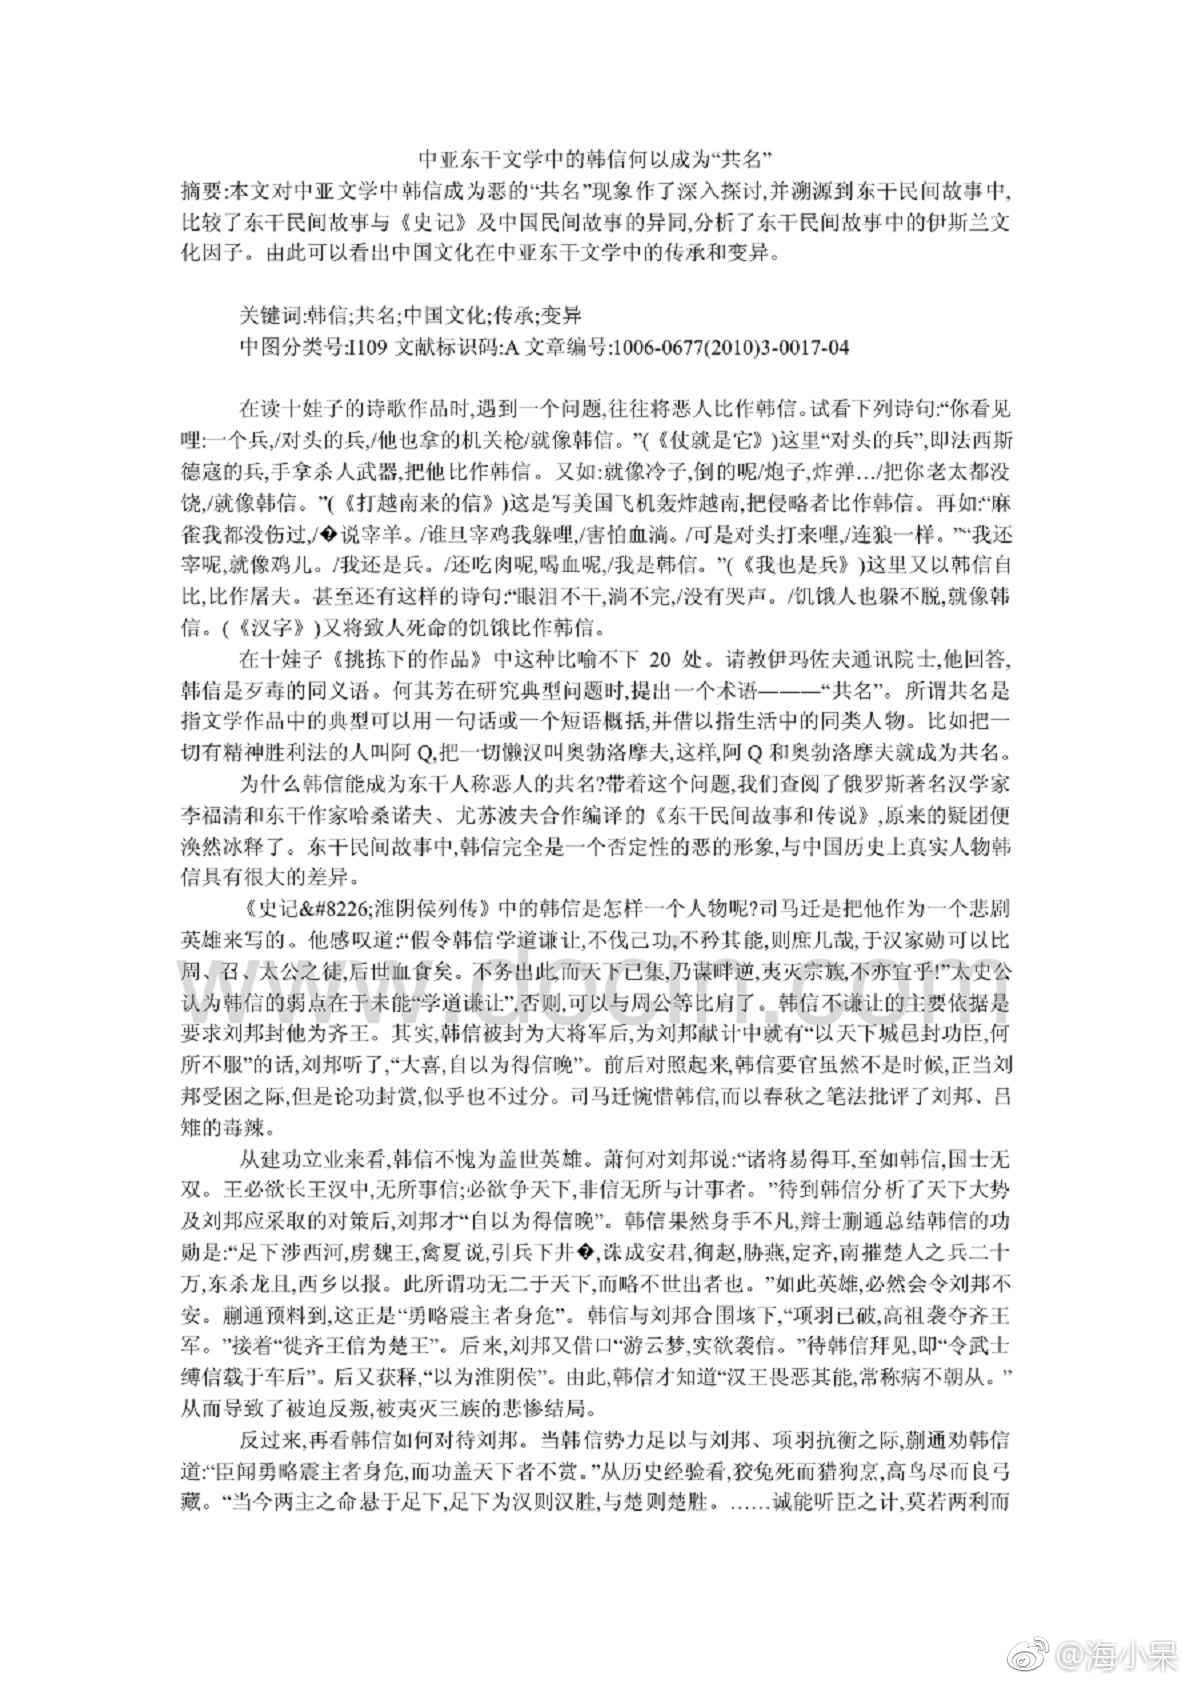 中亚东干文学中的韩信何以成为“共名”
摘要:本文对中亚文学中韩信成为恶的“共名”现象作了深入探讨,并溯源到东干民间故事中,
比较了东干民间故事与《史记》及中国民间故事的异同,分析了东干民间故事中的伊斯兰文
化因子。由此可以看出中国文化在中亚东干文学中的传承和变异。
关键词:韩信;共名;中国文化;传承;变异
中图分类号:I109 文献标识码:A 文章编号:1006-0677(2010)3-0017-04
在读十娃子的诗歌作品时,遇到一个问题,往往将恶人比作韩信。试看下列诗句:“你看见
哩:一个兵,/对头的兵,/他也拿的机关枪/就像韩信。”(《仗就是它》)这里“对头的兵”,即法西斯
德寇的兵,手拿杀人武器,把他比作韩信。又如:就像冷子,倒的呢/炮子,炸弹…/把你老太都没
饶,/就像韩信。”(《打越南来的信》)这是写美国飞机轰炸越南,把侵略者比作韩信。再如:“麻
雀我都没伤过,/�说宰羊。/谁旦宰鸡我躲哩,/害怕血淌。/可是对头打来哩,/连狼一样。”“我还
宰呢,就像鸡儿。/我还是兵。/还吃肉呢,喝血呢,/我是韩信。”(《我也是兵》)这里又以韩信自
比,比作屠夫。甚至还有这样的诗句:“眼泪不干,淌不完,/没有哭声。/饥饿人也躲不脱,就像韩
信。(《汉字》)又将致人死命的饥饿比作韩信。
在十娃子《挑拣下的作品》中这种比喻不下 20 处。请教伊玛佐夫通讯院士,他回答,
韩信是歹毒的同义语。何其芳在研究典型问题时,提出一个术语———“共名”。所谓共名是
指文学作品中的典型可以用一句话或一个短语概括,并借以指生活中的同类人物。比如把一
切有精神胜利法的人叫阿 Q,把一切懒汉叫奥勃洛摩夫,这样,阿 Q 和奥勃洛摩夫就成为共名。
为什么韩信能成为东干人称恶人的共名?带着这个问题,我们查阅了俄罗斯著名汉学家
李福清和东干作家哈桑诺夫、尤苏波夫合作编译的《东干民间故事和传说》,原来的疑团便
涣然冰释了。东干民间故事中,韩信完全是一个否定性的恶的形象,与中国历史上真实人物韩
信具有很大的差异。
《史记&#8226;淮阴侯列传》中的韩信是怎样一个人物呢?司马迁是把他作为一个悲剧
英雄来写的。他感叹道:“假令韩信学道谦让,不伐己功,不矜其能,则庶几哉,于汉家勋可以比
周、召、太公之徒,后世血食矣。不务出此,而天下已集,乃谋畔逆,夷灭宗族,不亦宜乎!”太史公
认为韩信的弱点在于未能“学道谦让”,否则,可以与周公等比肩了。韩信不谦让的主要依据是
要求刘邦封他为齐王。其实,韩信被封为大将军后,为刘邦献计中就有“以天下城邑封功臣,何
所不服”的话,刘邦听了,“大喜,自以为得信晚”。前后对照起来,韩信要官虽然不是时候,正当刘
邦受困之际,但是论功封赏,似乎也不过分。司马迁惋惜韩信,而以春秋之笔法批评了刘邦、吕
雉的毒辣。
从建功立业来看,韩信不愧为盖世英雄。萧何对刘邦说:“诸将易得耳,至如韩信,国士无
双。王必欲长王汉中,无所事信;必欲争天下,非信无所与计事者。”待到韩信分析了天下大势
及刘邦应采取的对策后,刘邦才“自以为得信晚”。韩信果然身手不凡,辩士蒯通总结韩信的功
勋是:“足下涉西河,虏魏王,禽夏说,引兵下井�,诛成安君,徇赵,胁燕,定齐,南摧楚人之兵二十
万,东杀龙且,西乡以报。此所谓功无二于天下,而略不世出者也。”如此英雄,必然会令刘邦不
安。蒯通预料到,这正是“勇略震主者身危”。韩信与刘邦合围垓下,“项羽已破,高祖袭夺齐王
军。”接着“徙齐王信为楚王”。后来,刘邦又借口“游云梦,实欲袭信。”待韩信拜见,即“令武士
缚信载于车后”。后又获释,“以为淮阴侯”。由此,韩信才知道“汉王畏恶其能,常称病不朝从。”
从而导致了被迫反叛,被夷灭三族的悲惨结局。
反过来,再看韩信如何对待刘邦。当韩信势力足以与刘邦、项羽抗衡之际,蒯通劝韩信
道:“臣闻勇略震主者身危,而功盖天下者不赏。”从历史经验看,狡兔死而猎狗烹,高鸟尽而良弓
藏。“当今两主之命悬于足下,足下为汉则汉胜,与楚则楚胜。……诚能听臣之计,莫若两利而
www.docin.com
@海小呆